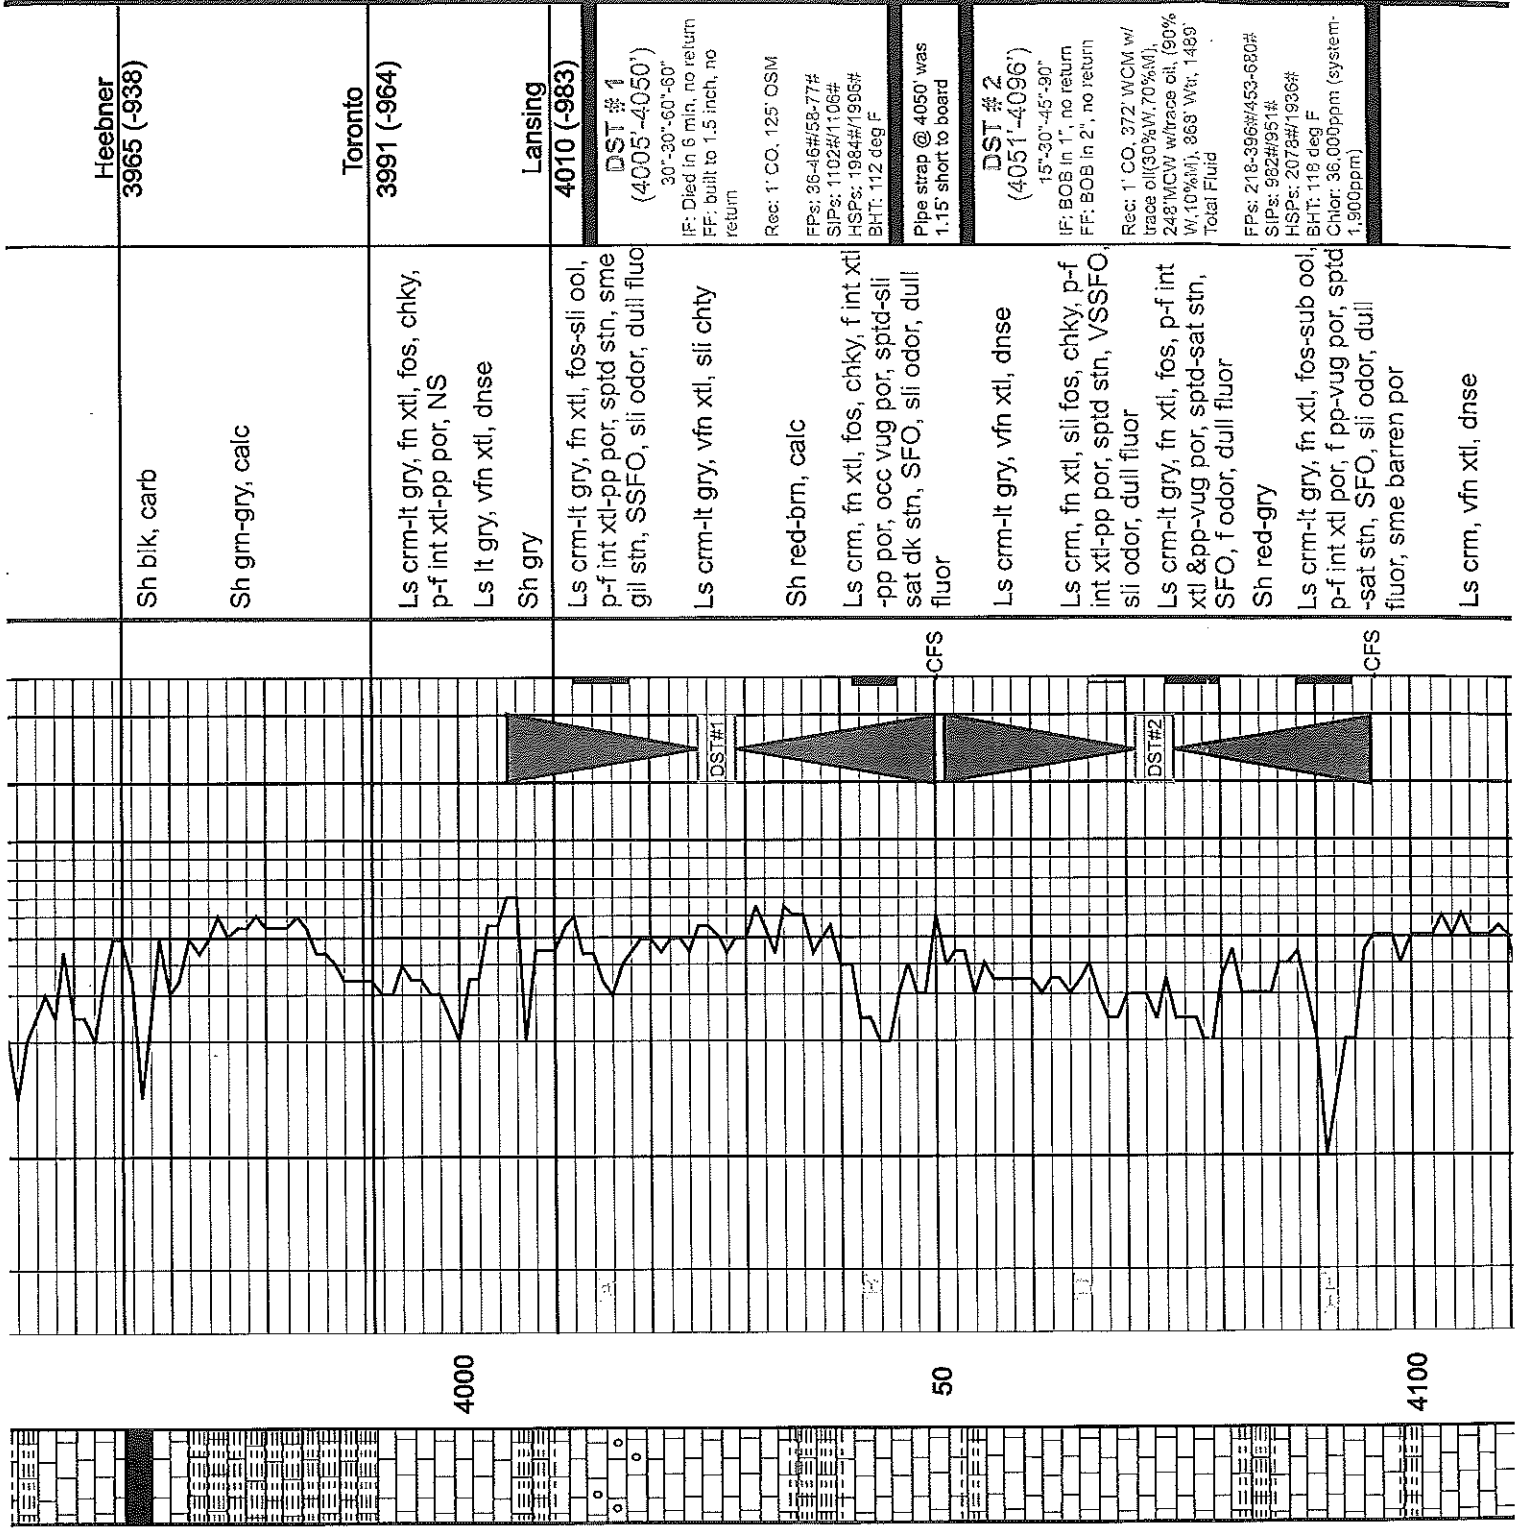 Heebner
3965 (-938)
Toronto
3991 (-964)
Lansing
4010 (-983)
DST # 1
(4005'-4050')
30"-30"-60"-60"
IF: Died in 6 min, no return
FF: built to 1.5 inch, no
return
Rec: 1' CO, 125' OSM
FPs: 36-46#/58-77#
SIPs: 1102#/1106#
HSPs: 1984#/1996#
BHT: 112 deg F
Pipe strap @ 4050' was
1.15' short to board
DST # 2
(4051'-4096')
15"-30"-45"-90"
IF: BOB in 1", no return
FF: BOB in 2', no return
Rec: 1' CO, 372' WCM w/
trace oil(30%W,70%M),
248'MCW w/trace oil, (90%
W,10%M), 868' Wtr, 1489'
Total Fluid
FPs: 218-396#/453-680#
SIPs: 982#/951#
HSPs: 2078#/1936#
BHT: 118 deg F
Chlor: 36,000ppm (system-
1,900ppm)
Sh blk, carb
Sh grn-gry, calc
Ls crm-lt gry, fn xtl, fos, chky,
p-f int xtl-pp por, NS
Ls lt gry, vfn xtl, dnse
Sh gry
Ls crm-lt gry, fn xtl, fos-sli ool,
p-f int xtl-pp por, sptd stn, sme
gil stn, SSFO, sli odor, dull fluo
Ls crm-lt gry, vfn xtl, sli chty
Sh red-brn, calc
Ls crm, fn xtl, fos, chky, f int xtl
-pp por, occ vug por, sptd-sli
sat dk stn, SFO, sli odor, dull
fluor
Ls crm-lt gry, vfn xtl, dnse
Ls crm, fn xtl, sli fos, chky, p-f
int xtl-pp por, sptd stn, VSSFO,
sli odor, dull fluor
Ls crm-lt gry, fn xtl, fos, p-f int
xtl &pp-vug por, sptd-sat stn,
SFO, f odor, dull fluor
Sh red-gry
Ls crm-lt gry, fn xtl, fos-sub ool,
p-f int xtl por, f pp-vug por, sptd
-sat stn, SFO, sli odor, dull
fluor, sme barren por
Ls crm, vfn xtl, dnse
CFS
CFS
DST#1
DST#2
4000
50
4100